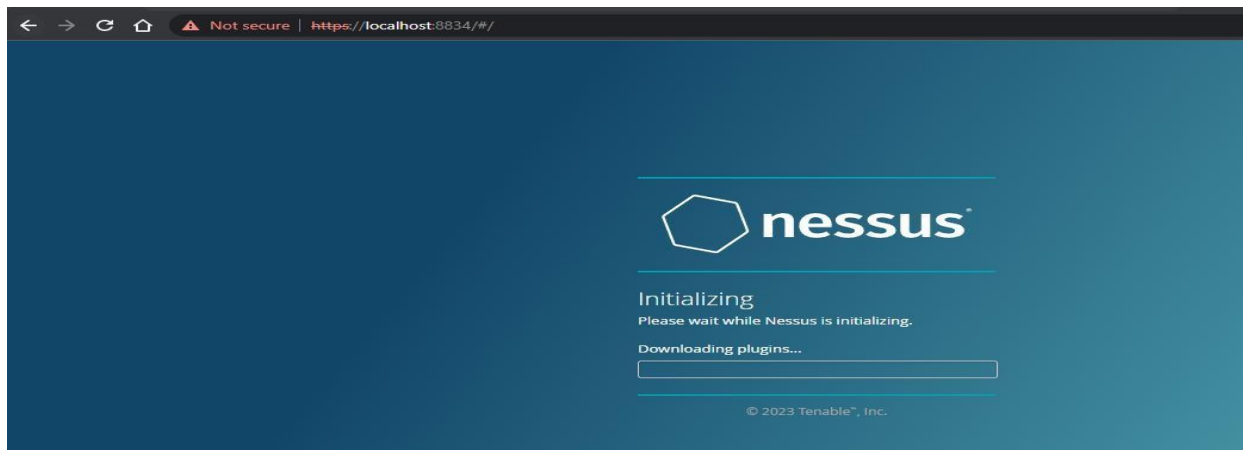 Not secure | https://localhost:8834/#/
nessus®
Initializing
Please wait while Nessus is initializing.
Downloading plugins...
© 2023 Tenable™, Inc.